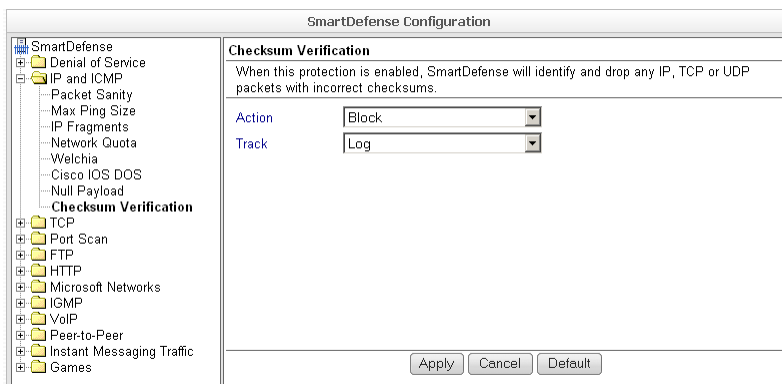 SmartDefense Configuration
SmartDefense
Denial of Service
IP and ICMP
Packet Sanity
Max Ping Size
IP Fragments
Network Quota
Welchia
Cisco IOS DOS
Null Payload
Checksum Verification
TCP
Port Scan
FTP
HTTP
Microsoft Networks
IGMP
VoIP
Peer-to-Peer
Instant Messaging Traffic
Games
Checksum Verification
When this protection is enabled, SmartDefense will identify and drop any IP, TCP or UDP
packets with incorrect checksums.
Action Block
Track Log
Apply Cancel Default